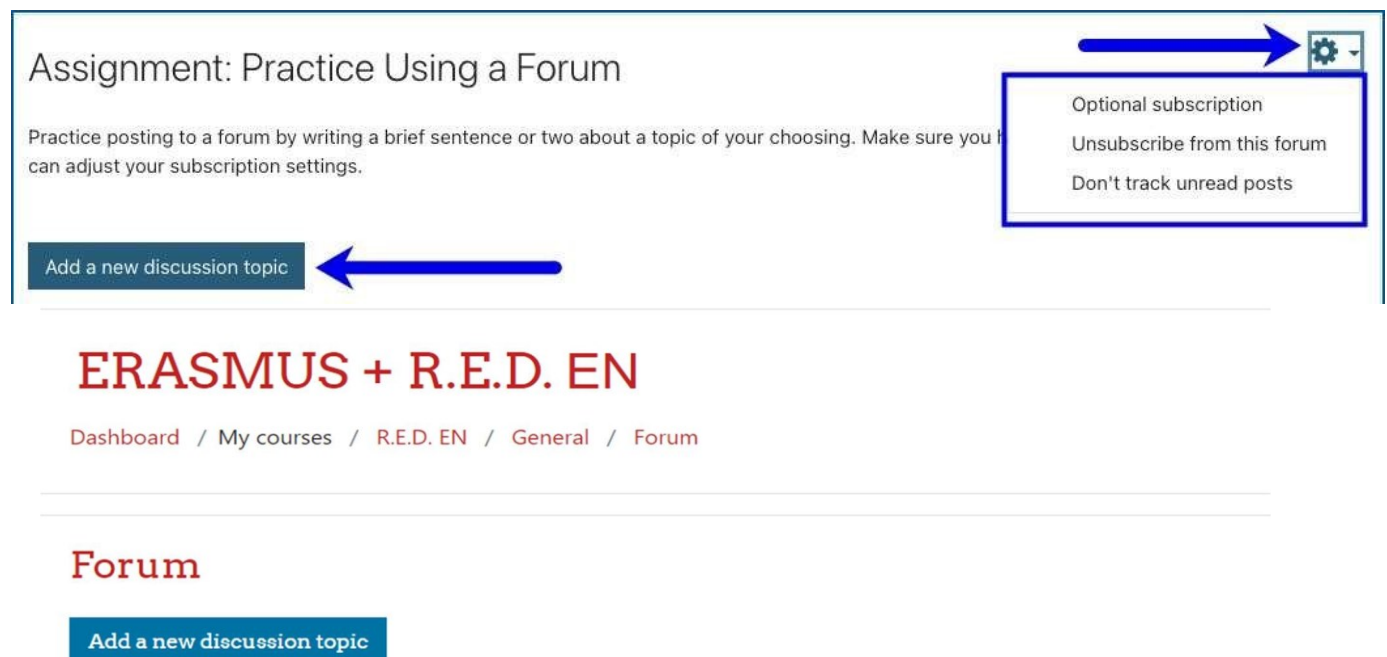 Assignment: Practice Using a Forum
Practice posting to a forum by writing a brief sentence or two about a topic of your choosing. Make sure you
can adjust your subscription settings.
Optional subscription
Unsubscribe from this forum
Don't track unread posts
Add a new discussion topic
ERASMUS + R.E.D. EN
Dashboard / My courses / R.E.D. EN / General / Forum
Forum
Add a new discussion topic